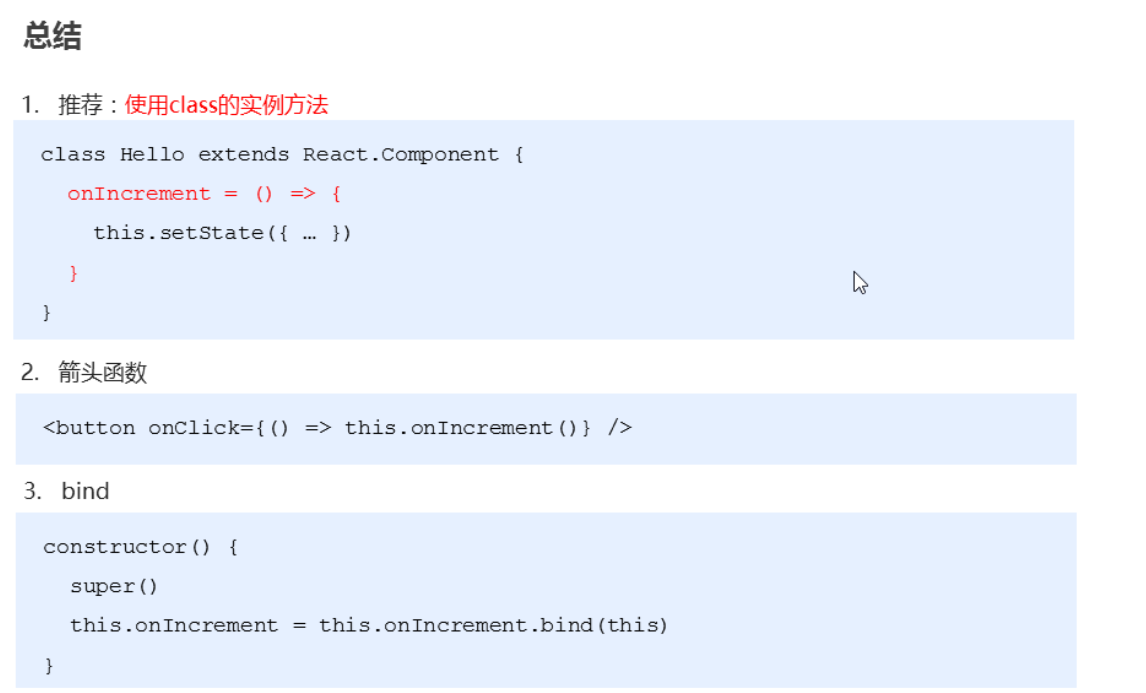 总结
1. 推荐：使用class的实例方法
class Hello extends React.Component {
onIncrement = () => {
this.setState({ … })
}
}
2. 箭头函数
<button onClick={() => this.onIncrement()} />
3. bind
constructor() {
super()
this.onIncrement = this.onIncrement.bind(this)
}